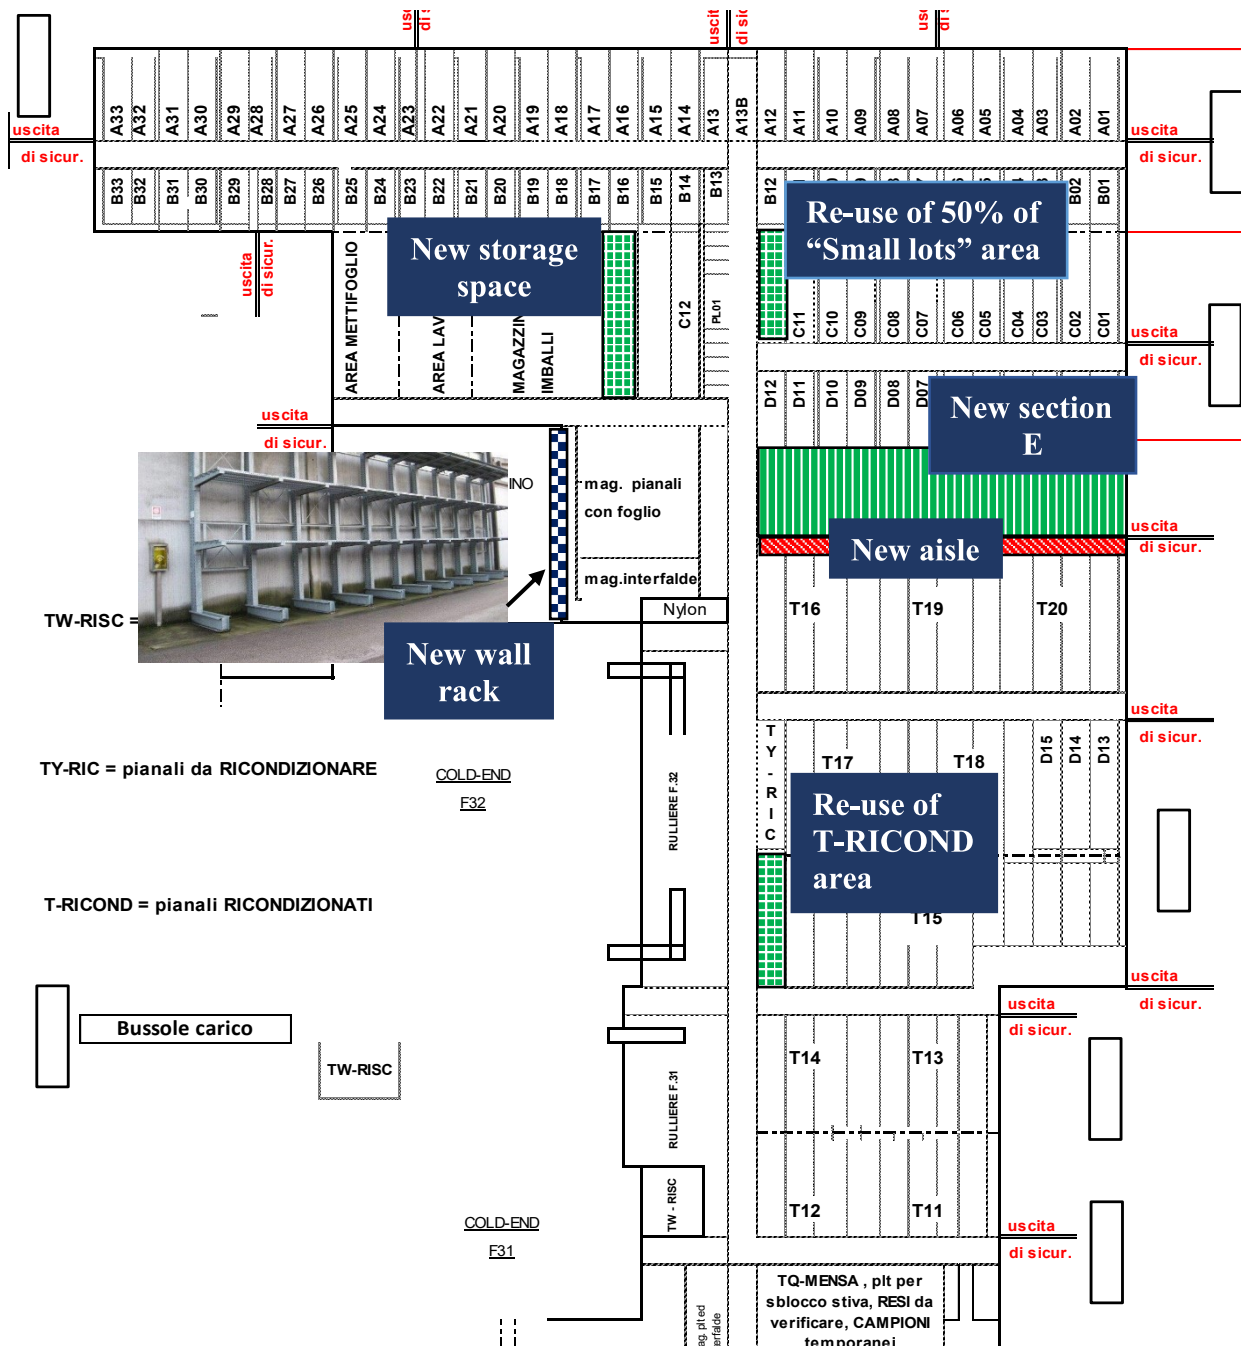 uscita
di sicur.
A33 A32 A31 A30 A29 A28 A27 A26 A25 A24 A23 A22 A21 A20 A19 A18 A17 A16 A15 A14 A13 A13B A12 A11 A10 A09 A08 A07 A06 A05 A04 A03 A02 A01
uscita
di sicur.
B33 B32 B31 B30 B29 B28 B27 B26 B25 B24 B23 B22 B21 B20 B19 B18 B17 B16 B15 B14 B13 B12 B02 B01
Re-use of 50% of
“Small lots” area
New storage
space
uscita
di sicur.
AREA METTIFOGLIO
AREA LAV
MAGAZZIN
IMBALLI
C12
PL01
C11 C10 C09 C08 C07 C06 C05 C04 C03 C02 C01
uscita
di sicur.
D12 D11 D10 D09 D08 D07
New section
E
uscita
di sicur.
INO
mag. pianali
con foglio
mag.interfalde
uscita
di sicur.
New aisle
Nylon
T16 T19 T20
TW-RISC =
New wall
rack
uscita
di sicur.
TY-RIC
T17 T18
D15 D14 D13
TY-RIC = pianali da RICONDIZIONARE
COLD-END
F32
RULLIERE F.32
Re-use of
T-RICOND
area
T15
T-RICOND = pianali RICONDIZIONATI
uscita
di sicur.
uscita
di sicur.
Bussole carico
TW-RISC
RULLIERE F.31
T14 T13
TW - RISC
T12 T11
COLD-END
F31
uscita
di sicur.
TQ-MENSA , plt per
sblocco stiva, RESI da
verificare, CAMPIONI
temporanei